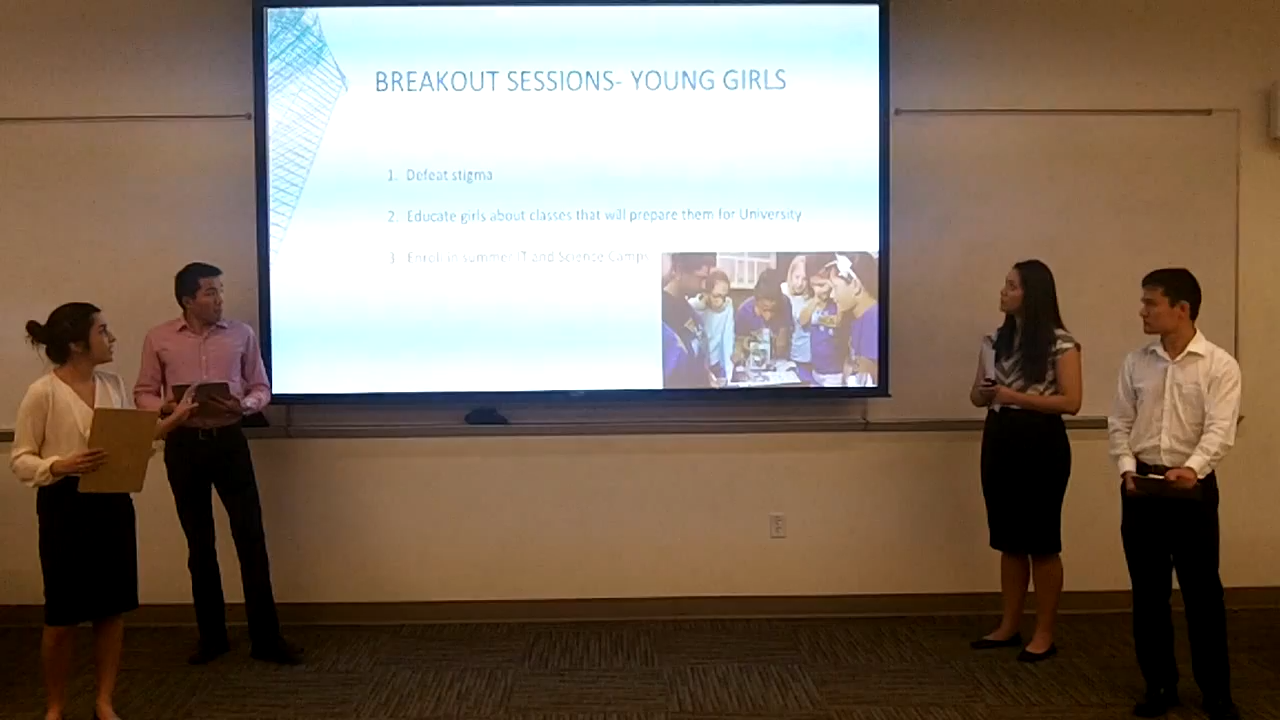 BREAKOUT SESSIONS- YOUNG GIRLS
1. Defeat stigma
2. Educate girls about classes that will prepare them for University
3. Enroll in summer IT and Science Camps